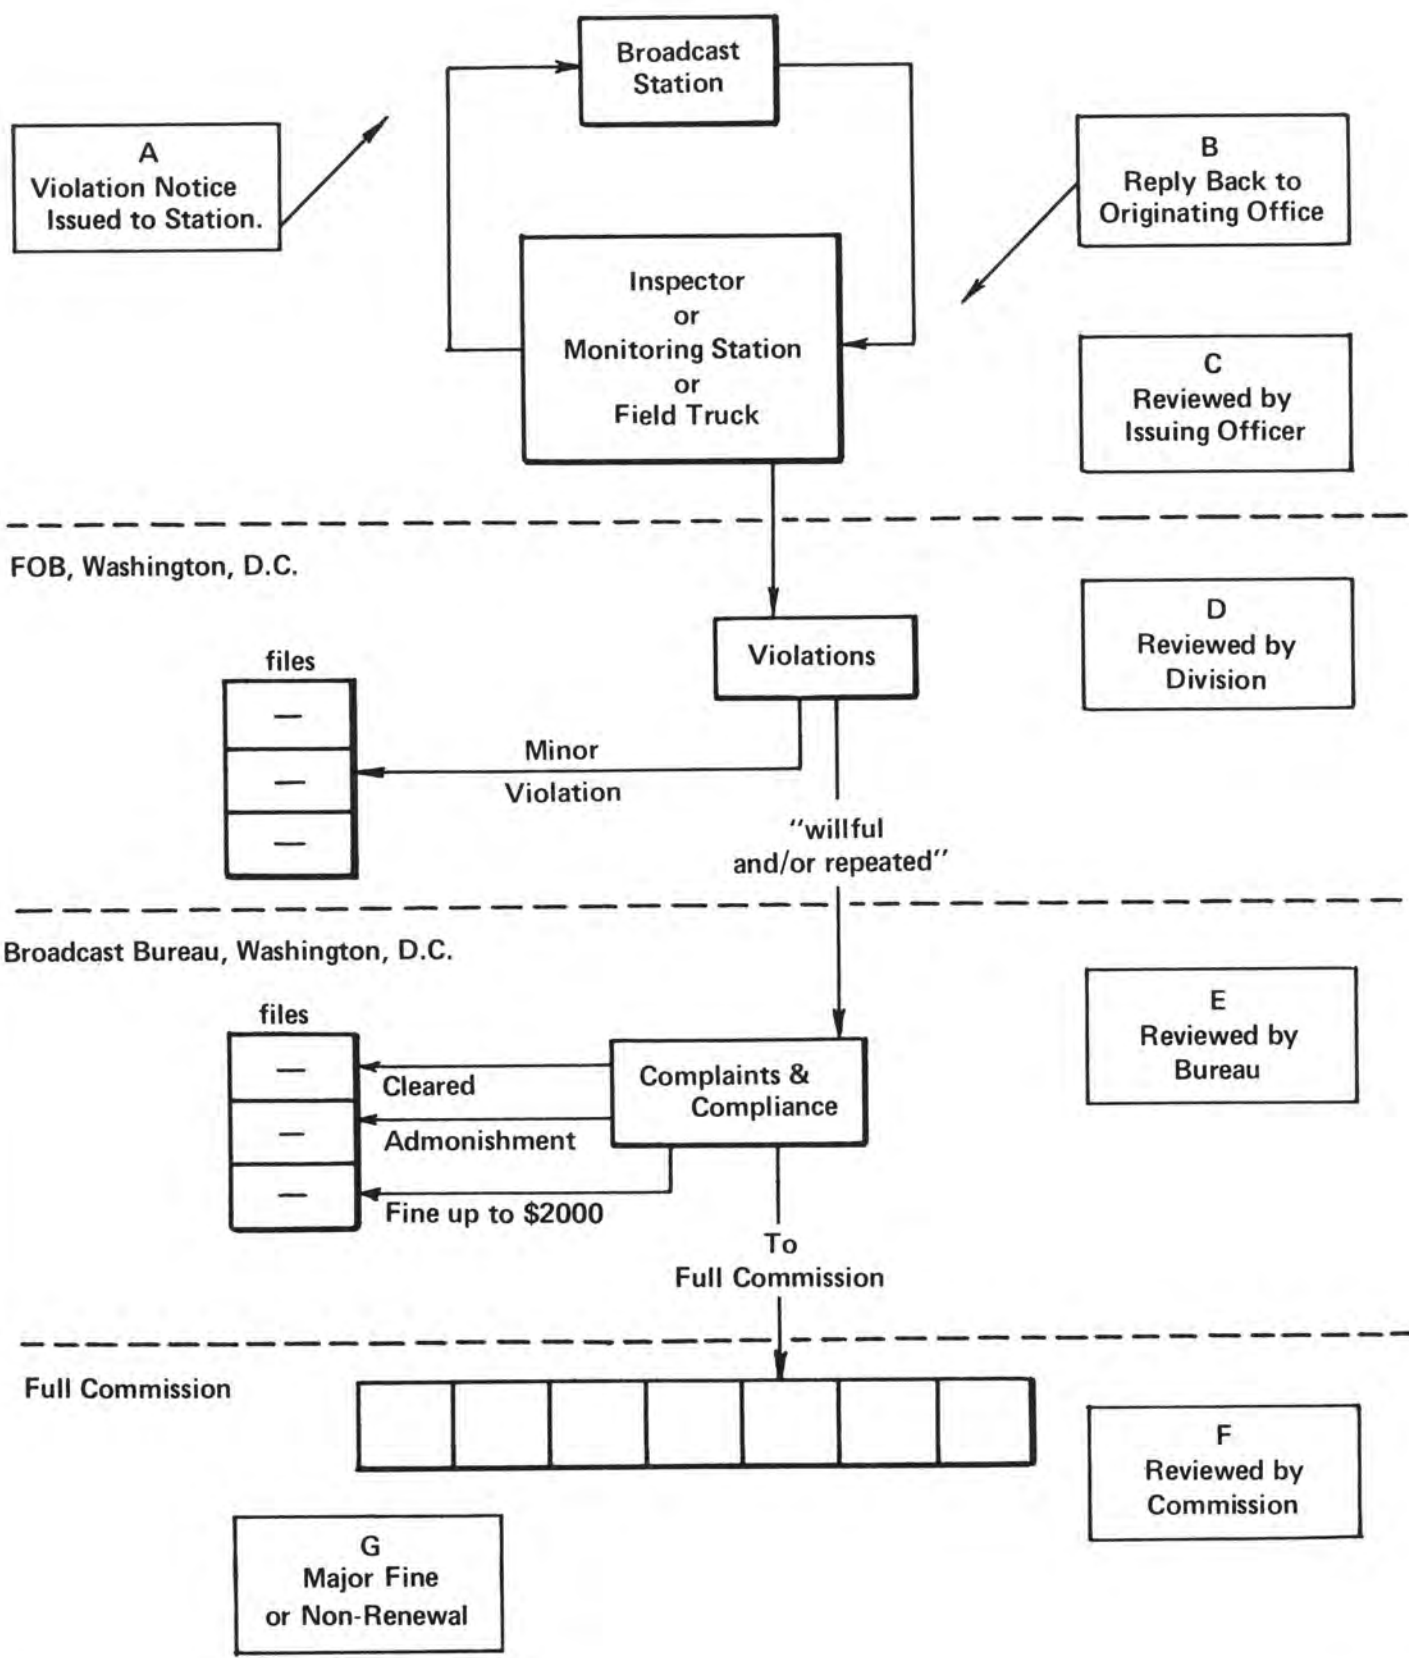 Broadcast
Station
A
Violation Notice
Issued to Station.
B
Reply Back to
Originating Office
Inspector
or
Monitoring Station
or
Field Truck
C
Reviewed by
Issuing Officer
FOB, Washington, D.C.
D
Reviewed by
Division
Violations
files
—
—
—
Minor
Violation
"willful
and/or repeated"
Broadcast Bureau, Washington, D.C.
E
Reviewed by
Bureau
files
—
—
—
Complaints &
Compliance
Cleared
Admonishment
Fine up to $2000
To
Full Commission
Full Commission
F
Reviewed by
Commission
G
Major Fine
or Non-Renewal